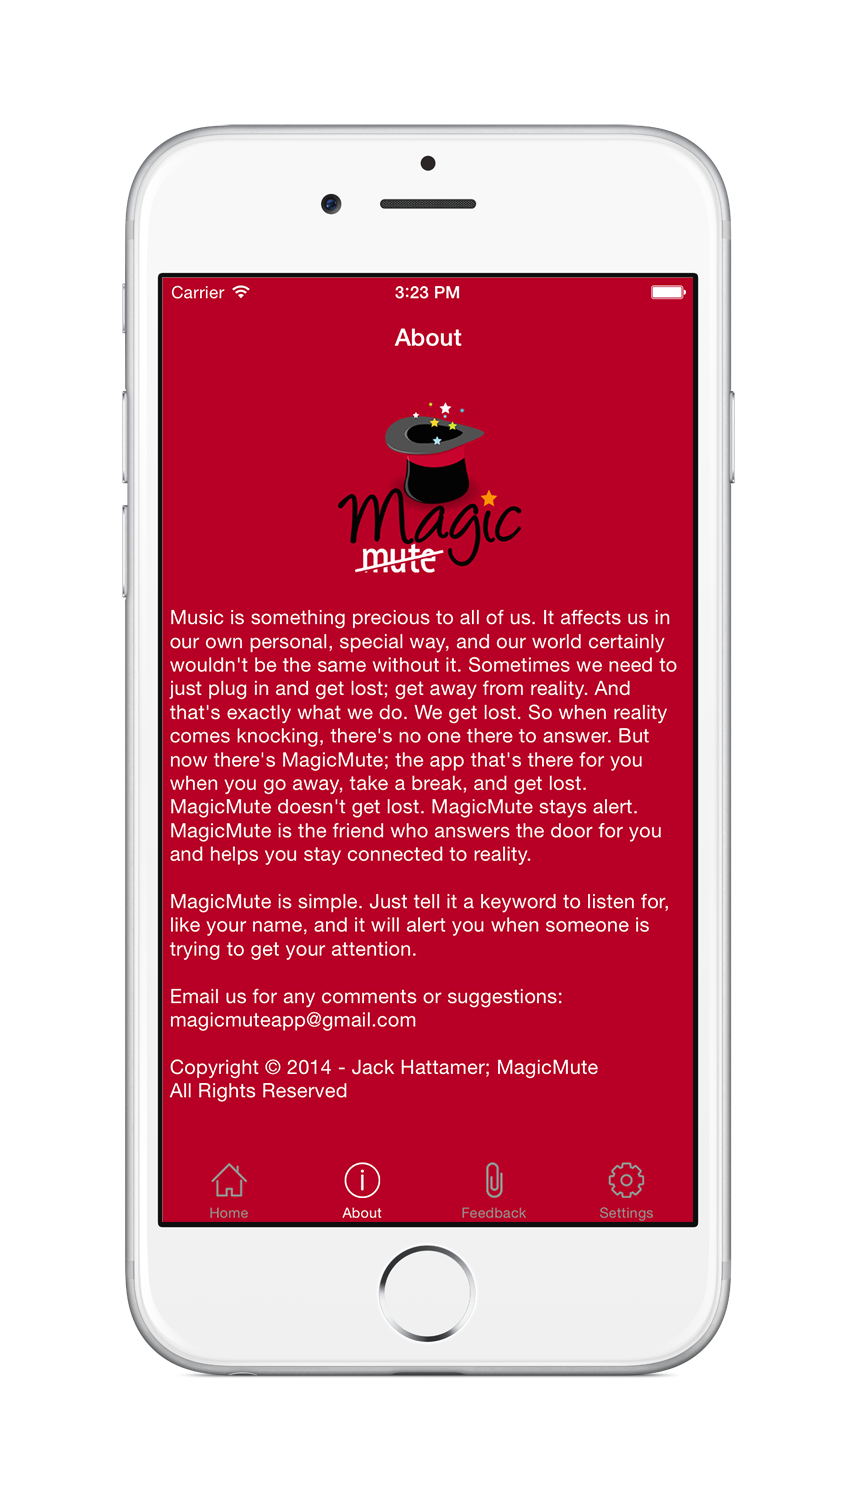 Carrier
3:23 PM
About
Magic
mute
Music is something precious to all of us. It affects us in
our own personal, special way, and our world certainly
wouldn't be the same without it. Sometimes we need to
just plug in and get lost; get away from reality. And
that's exactly what we do. We get lost. So when reality
comes knocking, there's no one there to answer. But
now there's MagicMute; the app that's there for you
when you go away, take a break, and get lost.
MagicMute doesn't get lost. MagicMute stays alert.
MagicMute is the friend who answers the door for you
and helps you stay connected to reality.
MagicMute is simple. Just tell it a keyword to listen for,
like your name, and it will alert you when someone is
trying to get your attention.
Email us for any comments or suggestions:
magicmuteapp@gmail.com
Copyright © 2014 - Jack Hattamer; MagicMute
All Rights Reserved
Home
About
Feedback
Settings